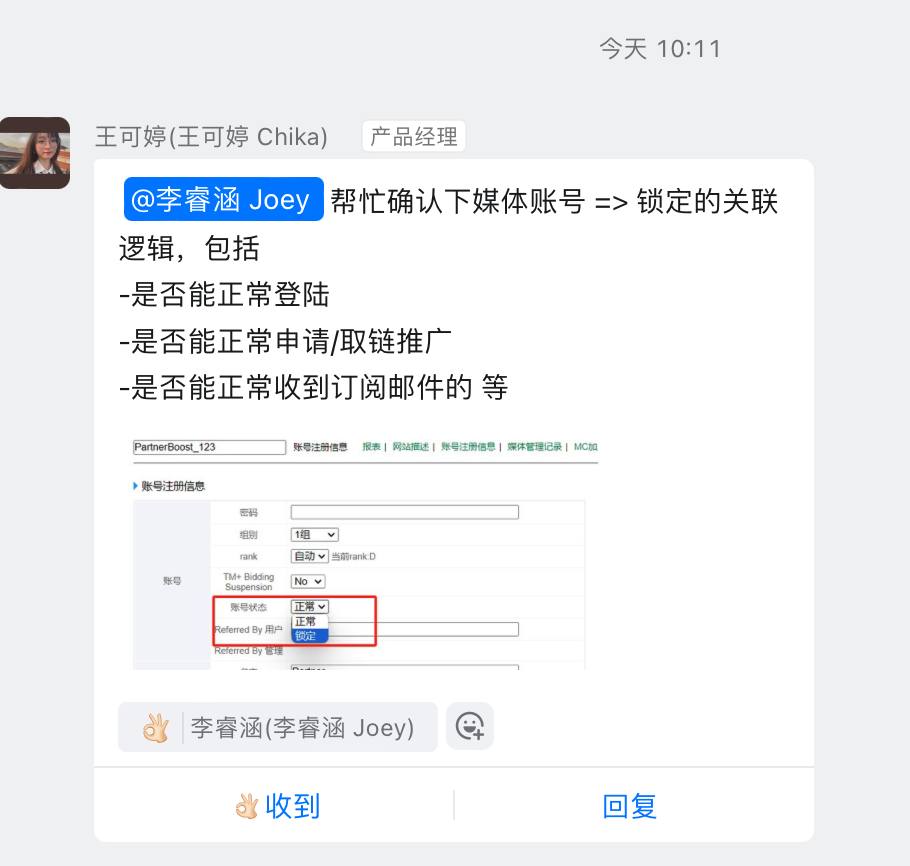 今天 10:11
王可婷(王可婷 Chika) 产品经理
@李睿涵 Joey 帮忙确认下媒体账号 => 锁定的关联
逻辑，包括
-是否能正常登陆
-是否能正常申请/取链推广
-是否能正常收到订阅邮件的 等
PartnerBoost_123 账号注册信息 报表 | 网站描述 | 账号注册信息 | 媒体管理记录 | MC加
账号注册信息
密码
组别 1组
rank 自动 当前rank:D
账号
TM+ Bidding
Suspension No
账号状态 正常
正常
Referred By 用户
锁定
Referred By 管理
Partner
李睿涵(李睿涵 Joey)
收到 回复